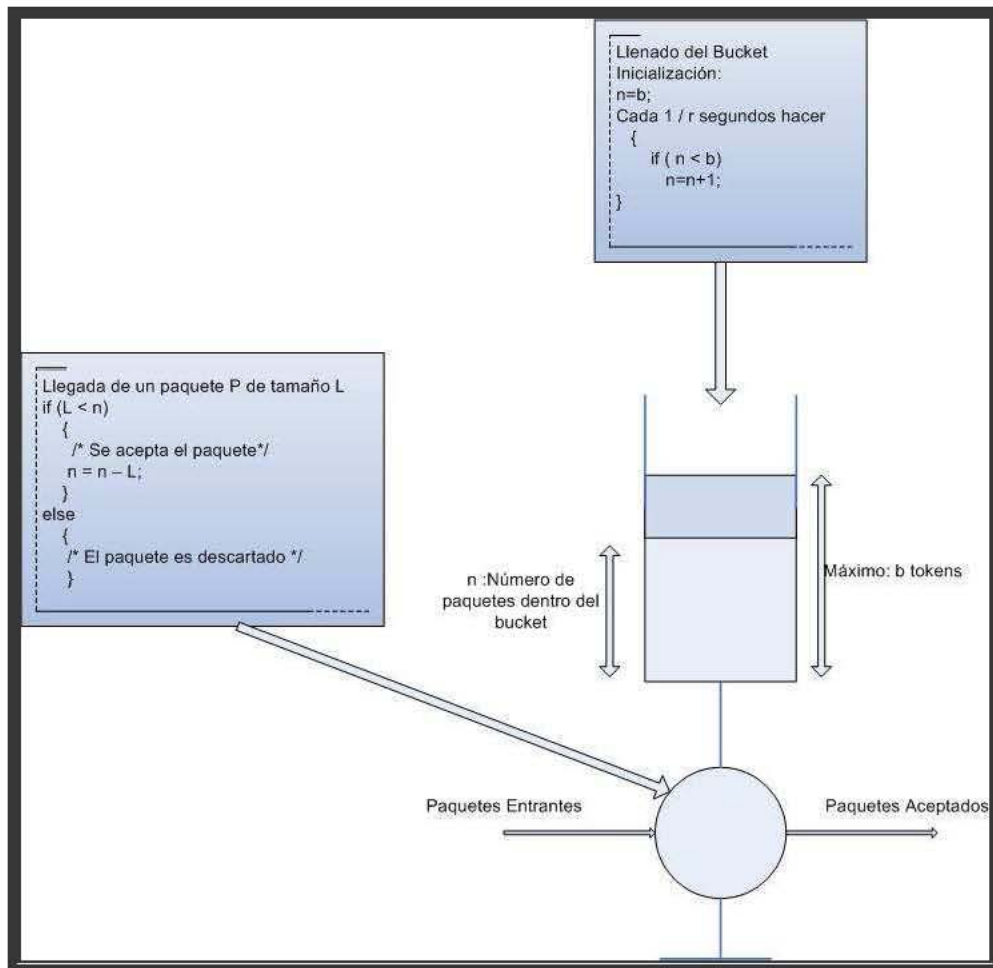 Llenado del Bucket
Inicialización:
n=b;
Cada 1 / r segundos hacer
{
if ( n < b)
n=n+1;
}
Llegada de un paquete P de tamaño L
if (L < n)
{
/* Se acepta el paquete*/
n = n – L;
}
else
{
/* El paquete es descartado */
}
n :Número de
paquetes dentro del
bucket
Máximo: b tokens
Paquetes Entrantes
Paquetes Aceptados